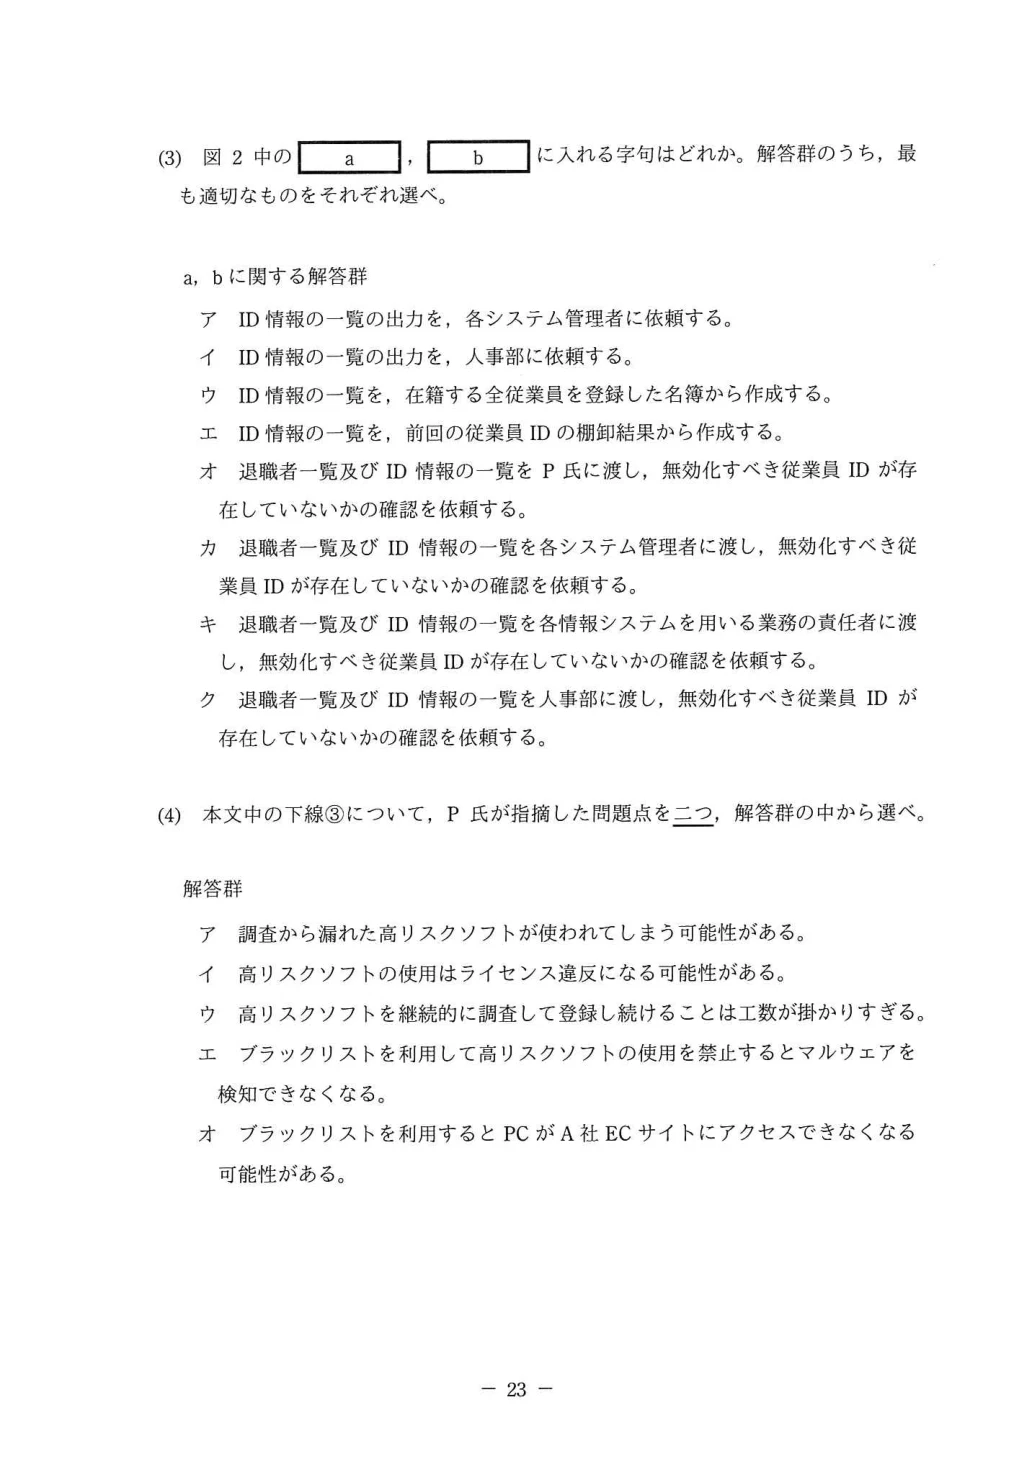 (3) 図 2 中の a , b に入れる字句はどれか。解答群のうち，最
も適切なものをそれぞれ選べ。
a，b に関する解答群
ア ID 情報の一覧の出力を，各システム管理者に依頼する。
イ ID 情報の一覧の出力を，人事部に依頼する。
ウ ID 情報の一覧を，在籍する全従業員を登録した名簿から作成する。
エ ID 情報の一覧を，前回の従業員 ID の棚卸結果から作成する。
オ 退職者一覧及び ID 情報の一覧を P 氏に渡し，無効化すべき従業員 ID が存
在していないかの確認を依頼する。
カ 退職者一覧及び ID 情報の一覧を各システム管理者に渡し，無効化すべき従
業員 ID が存在していないかの確認を依頼する。
キ 退職者一覧及び ID 情報の一覧を各情報システムを用いる業務の責任者に渡
し，無効化すべき従業員 ID が存在していないかの確認を依頼する。
ク 退職者一覧及び ID 情報の一覧を人事部に渡し，無効化すべき従業員 ID が
存在していないかの確認を依頼する。
(4) 本文中の下線③について，P 氏が指摘した問題点を二つ，解答群の中から選べ。
解答群
ア 調査から漏れた高リスクソフトが使われてしまう可能性がある。
イ 高リスクソフトの使用はライセンス違反になる可能性がある。
ウ 高リスクソフトを継続的に調査して登録し続けることは工数が掛かりすぎる。
エ ブラックリストを利用して高リスクソフトの使用を禁止するとマルウェアを
検知できなくなる。
オ ブラックリストを利用すると PC が A 社 EC サイトにアクセスできなくなる
可能性がある。
－ 23 －